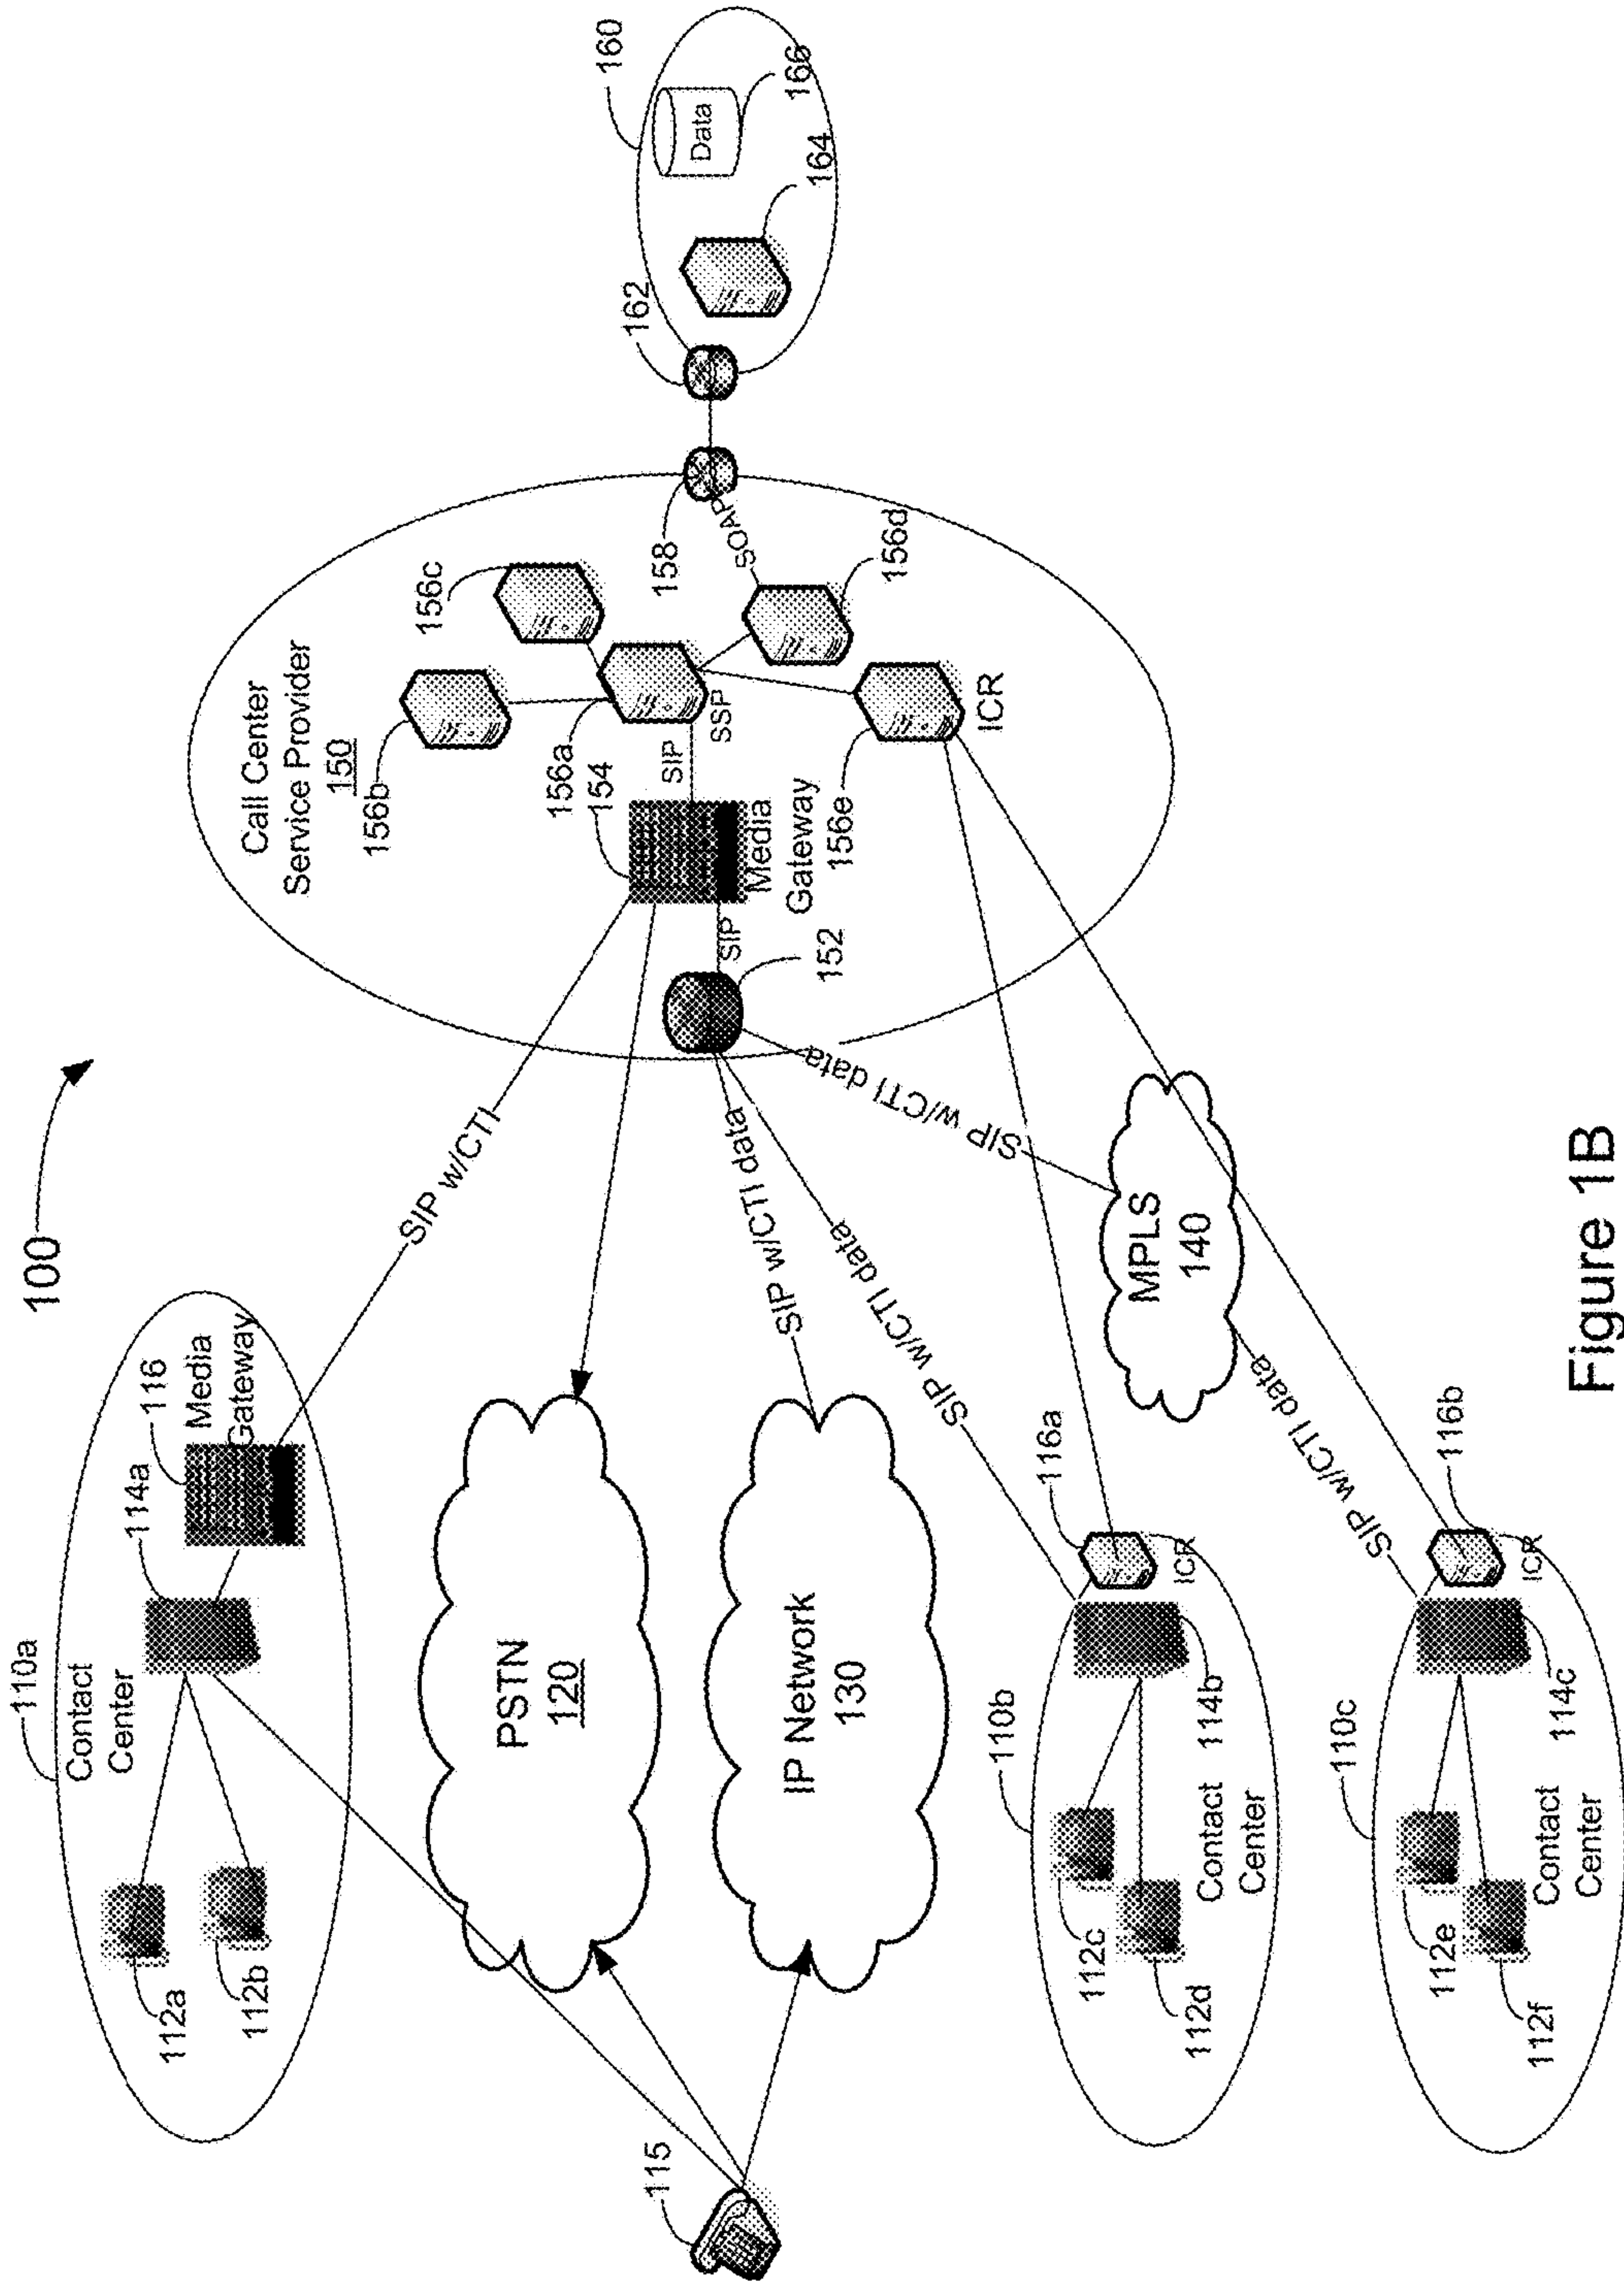 100
110a
Contact
Center
112a
112b
114a
116
Media
Gateway
SIP w/CTI
115
PSTN
120
IP Network
130
SIP w/CTI data
SIP w/CTI data
SIP w/CTI data
MPLS
140
SIP w/CTI data
110b
112c
112d
Contact
Center
114b
116a
ICR
110c
112e
112f
Contact
Center
114c
116b
ICR
Call Center
Service Provider
150
152
SIP
154
Media
Gateway
SIP
156a
SSP
156b
156c
156d
156e
ICR
SOAP
158
160
162
164
Data
166
Figure 1B